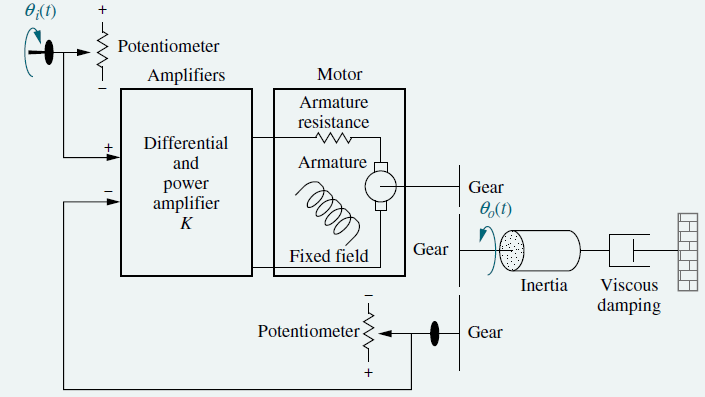 θi(t)
+
Potentiometer
−
Amplifiers
Motor
Armature
resistance
+
Differential
and
power
amplifier
K
−
Armature
Fixed field
Gear
θo(t)
Gear
Inertia
Viscous
damping
−
Potentiometer
+
Gear